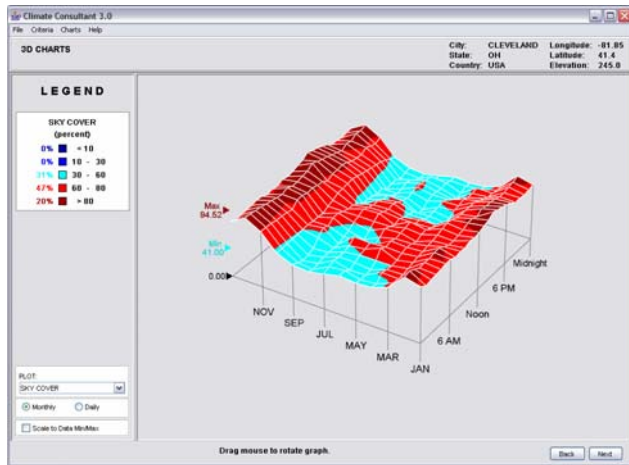 Climate Consultant 3.0
File Criteria Charts Help
3D CHARTS
City: CLEVELAND Longitude: -81.85
State: OH Latitude: 41.4
Country: USA Elevation: 245.0
LEGEND
SKY COVER
(percent)
0% < 10
0% 10 - 30
31% 30 - 60
47% 60 - 80
20% > 80
Max
94.52
Min
41.00
0.00
NOV
SEP
JUL
MAY
MAR
JAN
6 AM
Noon
6 PM
Midnight
PLOT:
SKY COVER
Monthly Daily
Scale to Data Min/Max
Drag mouse to rotate graph.
Back Next